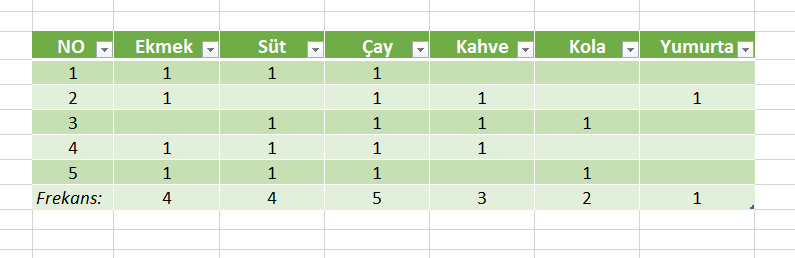 NO Ekmek Süt Çay Kahve Kola Yumurta
1 1 1 1
2 1 1 1 1
3 1 1 1 1
4 1 1 1 1
5 1 1 1 1
Frekans: 4 4 5 3 2 1